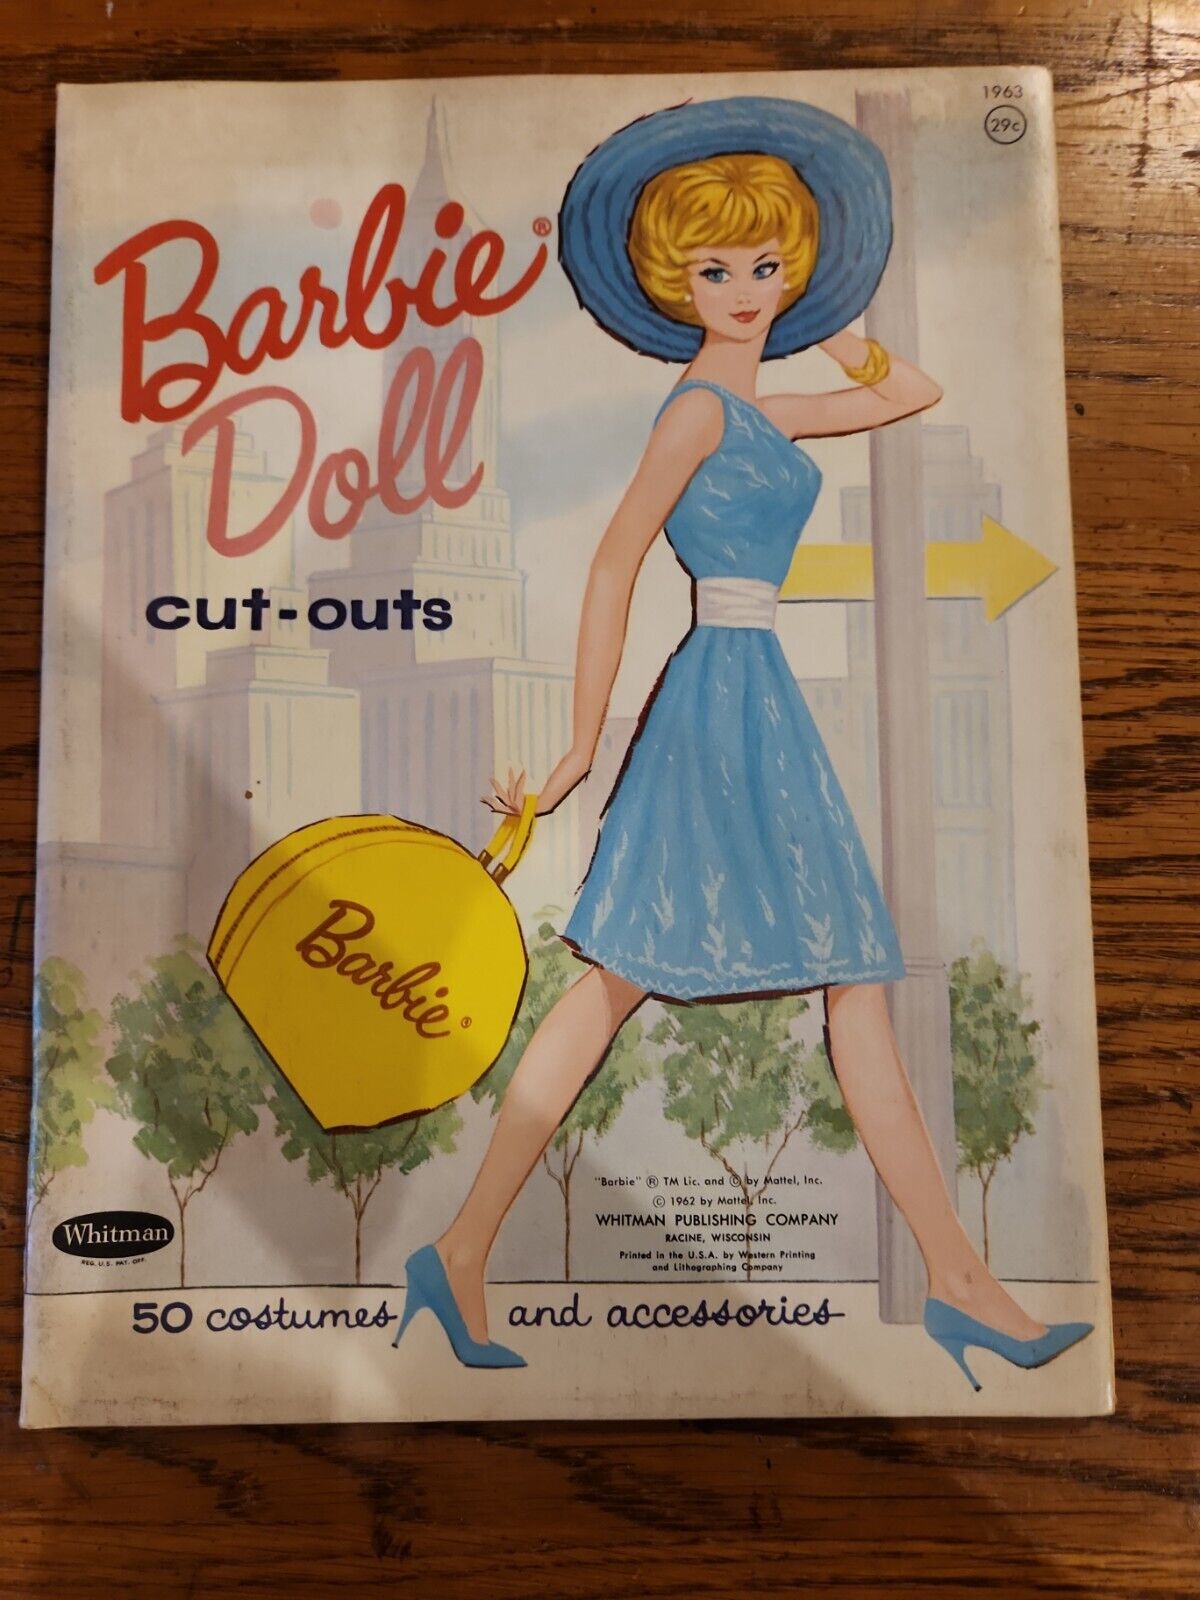 1963
29c
Barbie®
Doll
cut-outs
Barbie®
"Barbie" ® TM Lic. and © by Mattel, Inc.
© 1962 by Mattel, Inc.
WHITMAN PUBLISHING COMPANY
RACINE, WISCONSIN
Printed in the U.S.A. by Western Printing
and Lithographing Company
Whitman
REG. U.S. PAT. OFF.
50 costumes and accessories